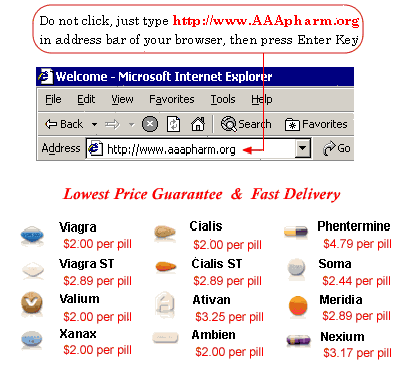 Do not click, just type http://www.AAApharm.org
in address bar of your browser, then press Enter Key
Welcome - Microsoft Internet Explorer
File Edit View Favorites Tools Help
Back Search Favorites
Address http://www.aaapharm.org Go
Lowest Price Guarantee & Fast Delivery
Viagra
$2.00 per pill
Cialis
$2.00 per pill
Phentermine
$4.79 per pill
Viagra ST
$2.89 per pill
Cialis ST
$2.89 per pill
Soma
$2.44 per pill
Valium
$2.00 per pill
Ativan
$3.25 per pill
Meridia
$2.89 per pill
Xanax
$2.00 per pill
Ambien
$2.00 per pill
Nexium
$3.17 per pill